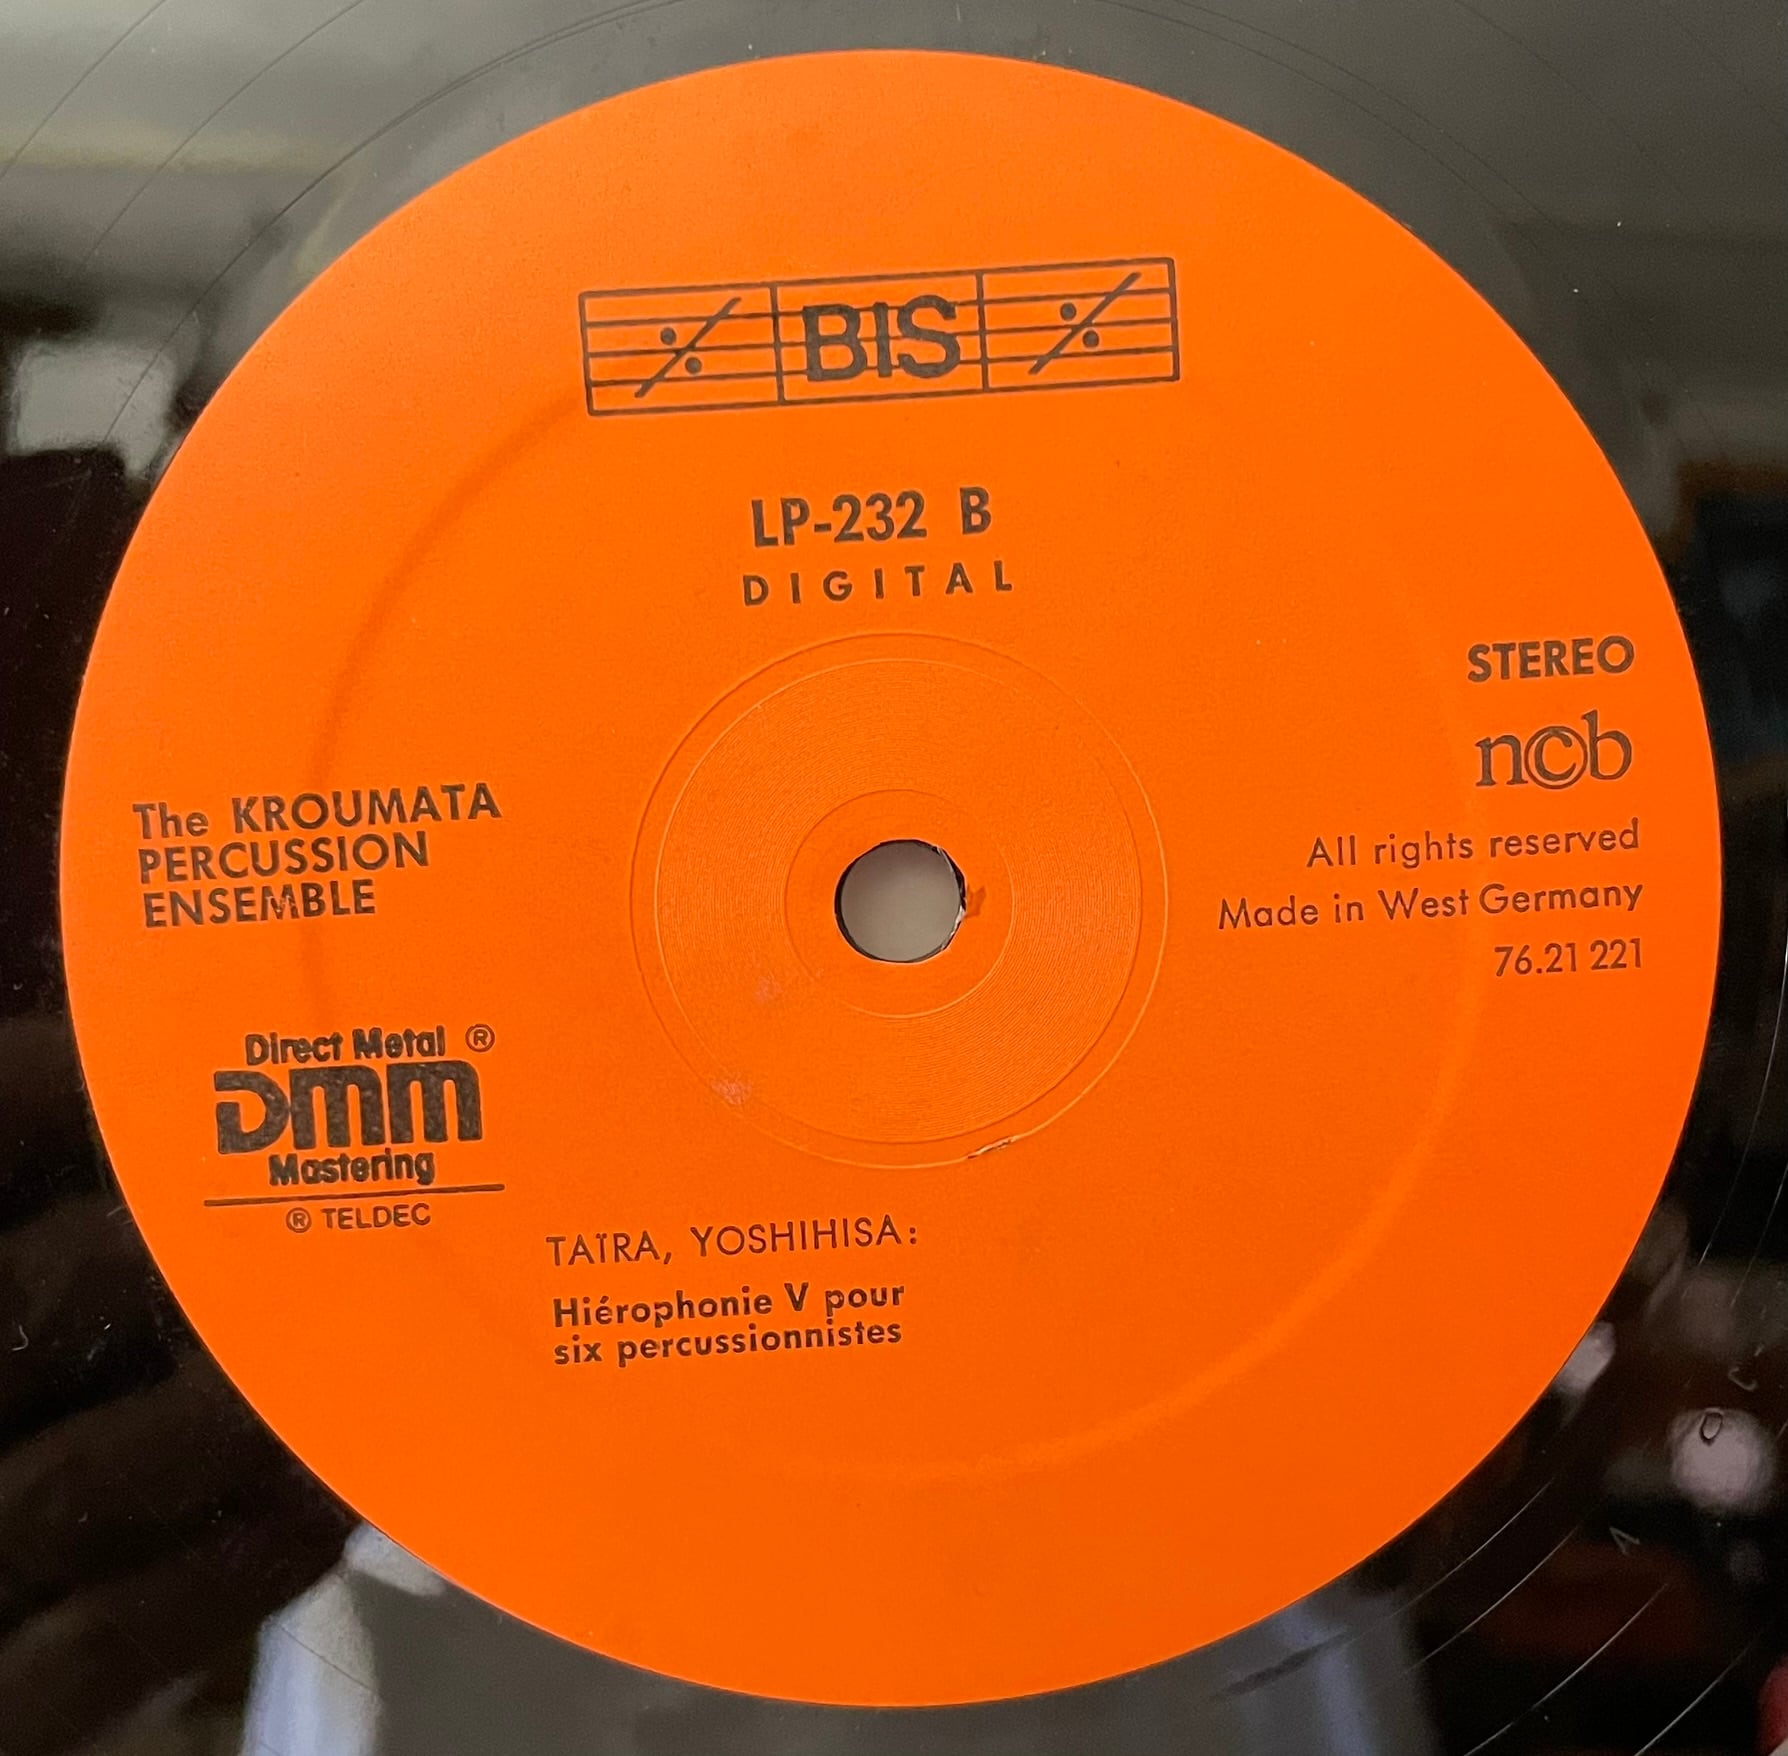 BIS
LP-232 B
DIGITAL
STEREO
n©b
All rights reserved
Made in West Germany
76.21 221
The KROUMATA
PERCUSSION
ENSEMBLE
Direct Metal ®
DMM
Mastering
® TELDEC
TAÏRA, YOSHIHISA:
Hiérophonie V pour
six percussionnistes